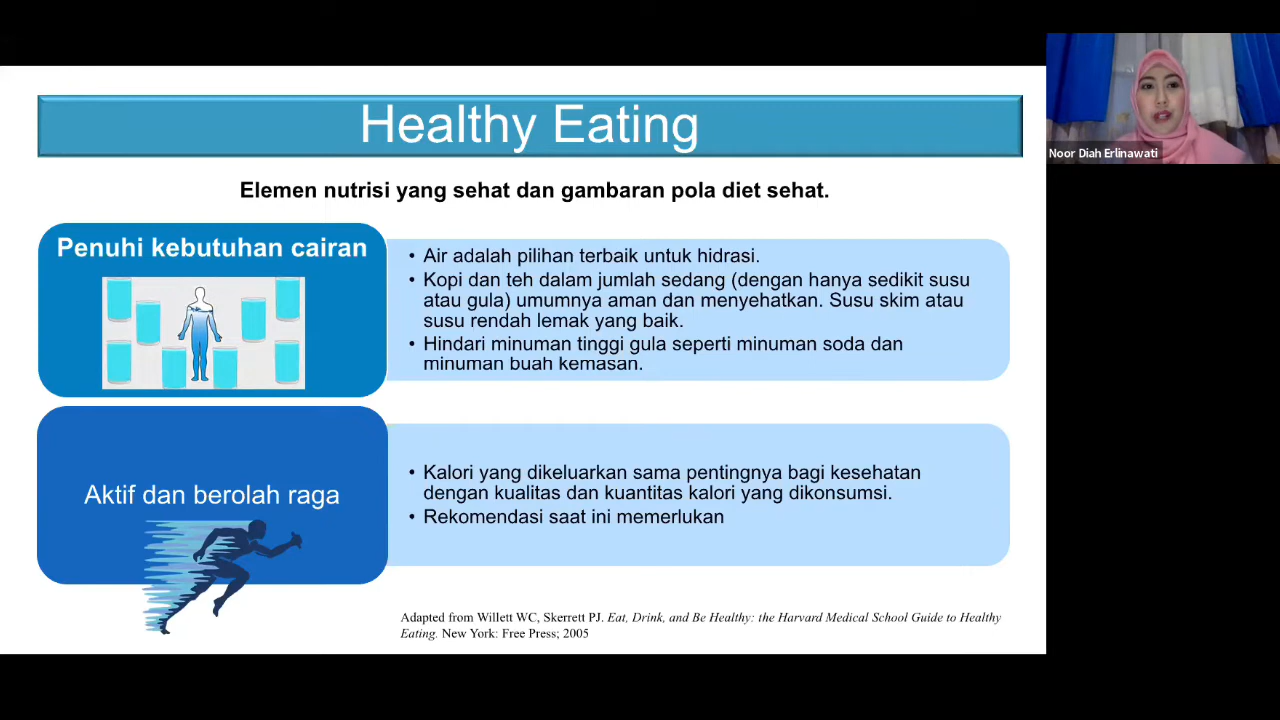 Healthy Eating
Noor Diah Erlinawati
Elemen nutrisi yang sehat dan gambaran pola diet sehat.
Penuhi kebutuhan cairan
• Air adalah pilihan terbaik untuk hidrasi.
• Kopi dan teh dalam jumlah sedang (dengan hanya sedikit susu
atau gula) umumnya aman dan menyehatkan. Susu skim atau
susu rendah lemak yang baik.
• Hindari minuman tinggi gula seperti minuman soda dan
minuman buah kemasan.
Aktif dan berolah raga
• Kalori yang dikeluarkan sama pentingnya bagi kesehatan
dengan kualitas dan kuantitas kalori yang dikonsumsi.
• Rekomendasi saat ini memerlukan
Adapted from Willett WC, Skerrett PJ. Eat, Drink, and Be Healthy: the Harvard Medical School Guide to Healthy
Eating. New York: Free Press; 2005